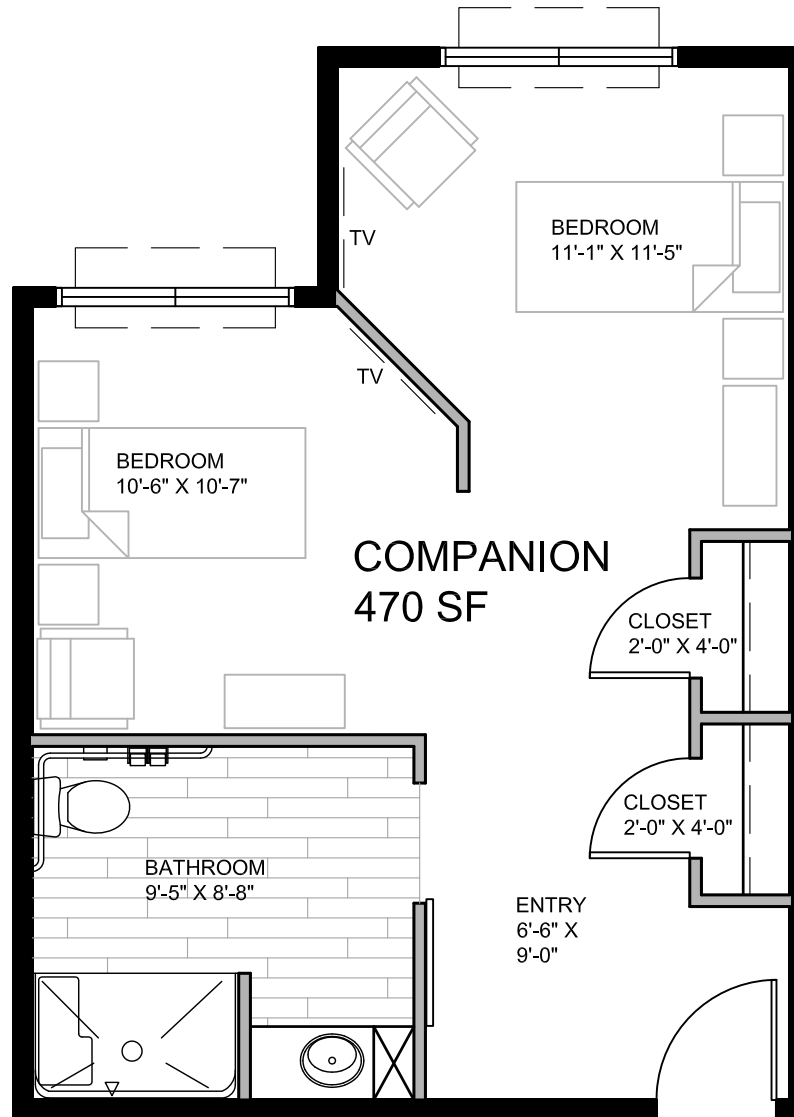 TV
BEDROOM
11'-1" X 11'-5"
TV
BEDROOM
10'-6" X 10'-7"
COMPANION
470 SF
CLOSET
2'-0" X 4'-0"
CLOSET
2'-0" X 4'-0"
BATHROOM
9'-5" X 8'-8"
ENTRY
6'-6" X
9'-0"